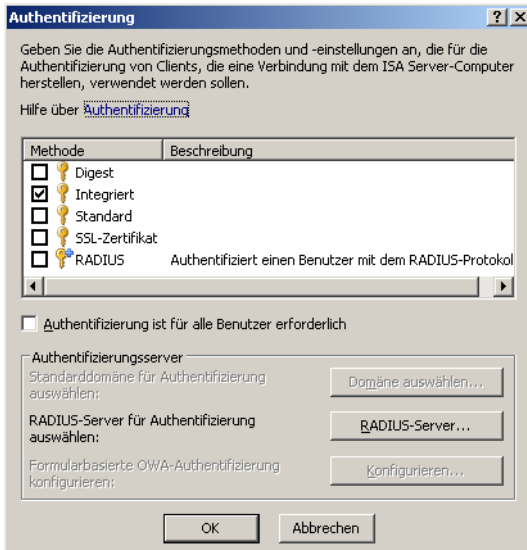 Authentifizierung
Geben Sie die Authentifizierungsmethoden und -einstellungen an, die für die
Authentifizierung von Clients, die eine Verbindung mit dem ISA Server-Computer
herstellen, verwendet werden sollen.
Hilfe über Authentifizierung
Methode Beschreibung
Digest
Integriert
Standard
SSL-Zertifikat
RADIUS Authentifiziert einen Benutzer mit dem RADIUS-Protokol
Authentifizierung ist für alle Benutzer erforderlich
Authentifizierungsserver
Standarddomäne für Authentifizierung
auswählen:
Domäne auswählen...
RADIUS-Server für Authentifizierung
auswählen:
RADIUS-Server...
Formularbasierte OWA-Authentifizierung
konfigurieren:
Konfigurieren...
OK Abbrechen